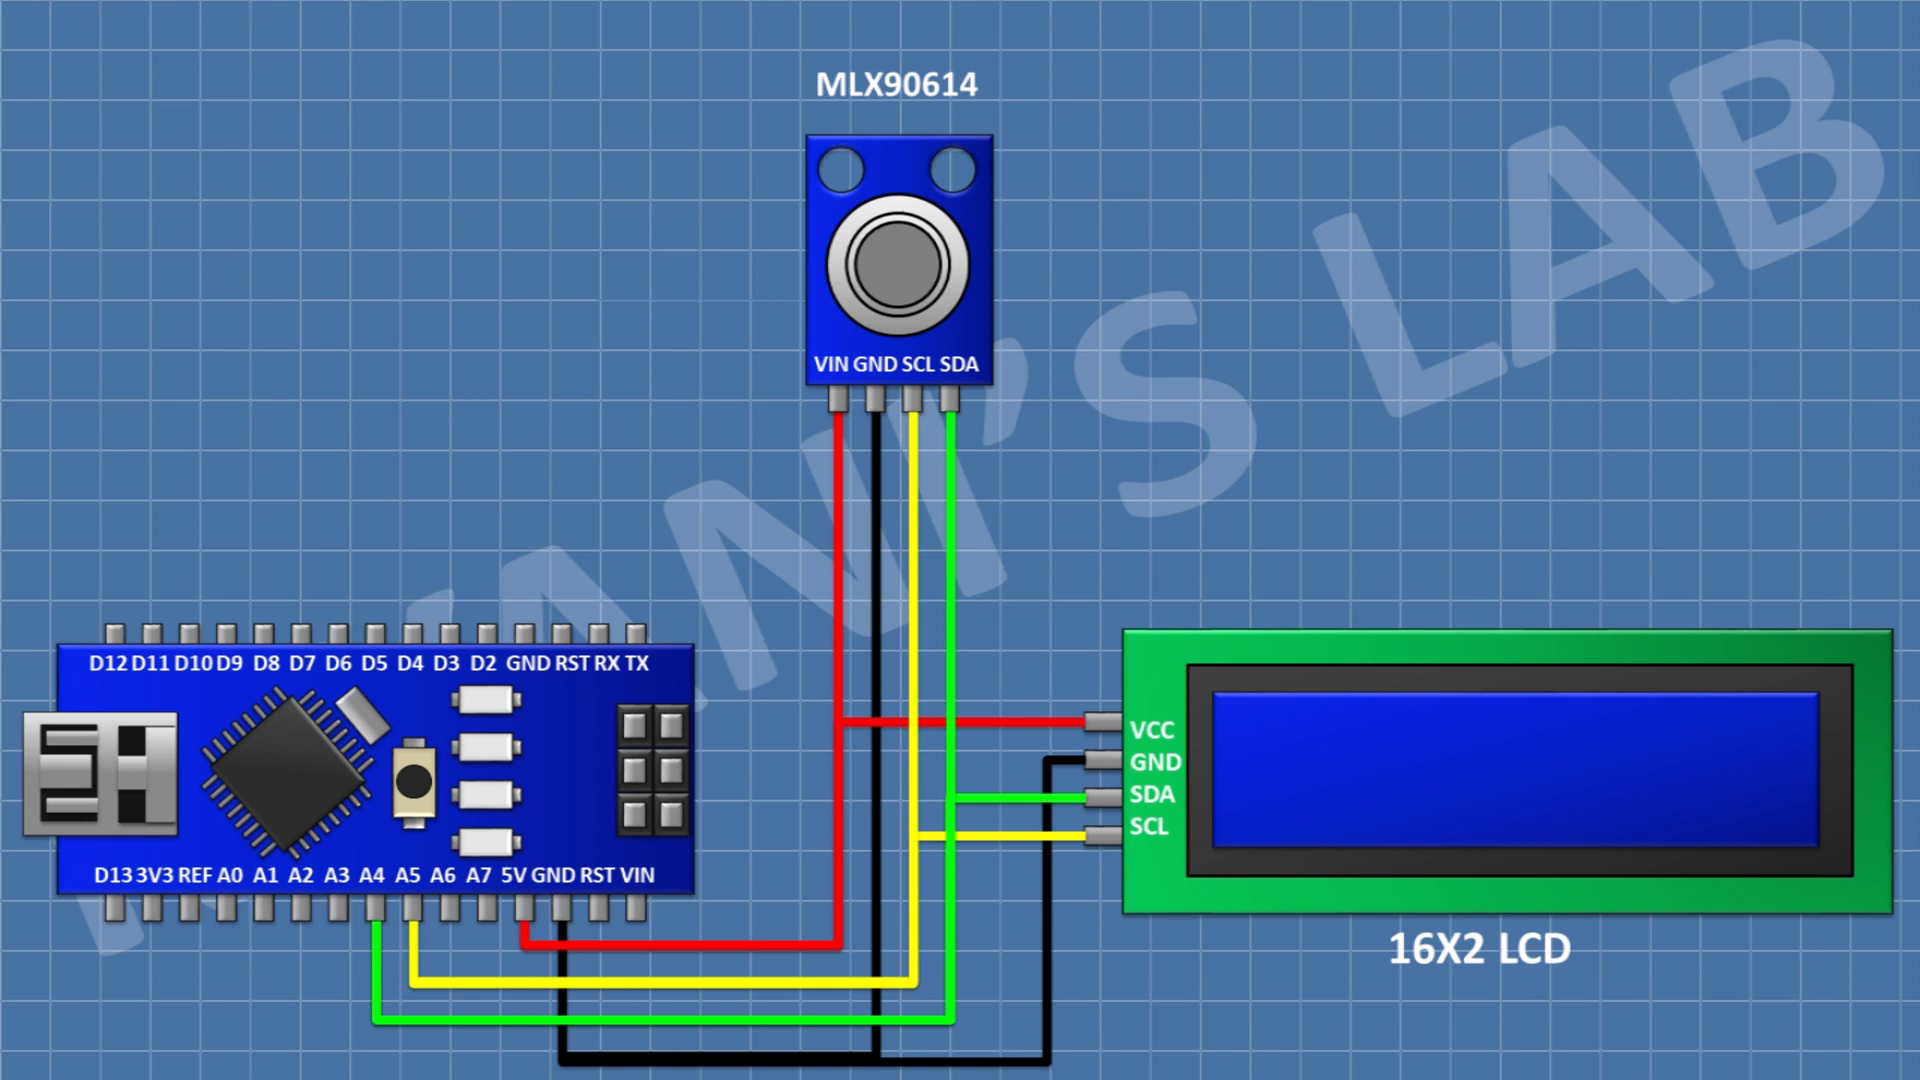 MLX90614
VIN GND SCL SDA
D12 D11 D10 D9 D8 D7 D6 D5 D4 D3 D2 GND RST RX TX
D13 3V3 REF A0 A1 A2 A3 A4 A5 A6 A7 5V GND RST VIN
VCC
GND
SDA
SCL
16X2 LCD
ANI'S LAB